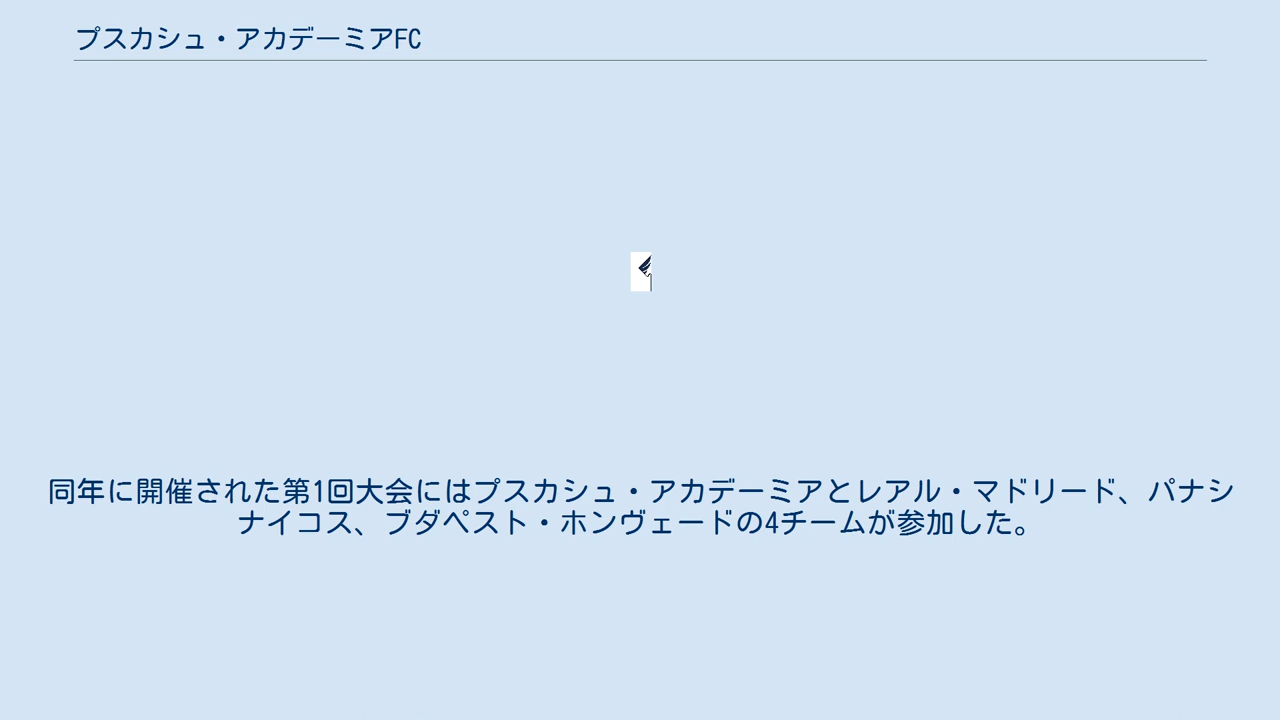 プスカシュ・アカデーミアFC
同年に開催された第1回大会にはプスカシュ・アカデーミアとレアル・マドリード、パナシ
ナイコス、ブダペスト・ホンヴェードの4チームが参加した。